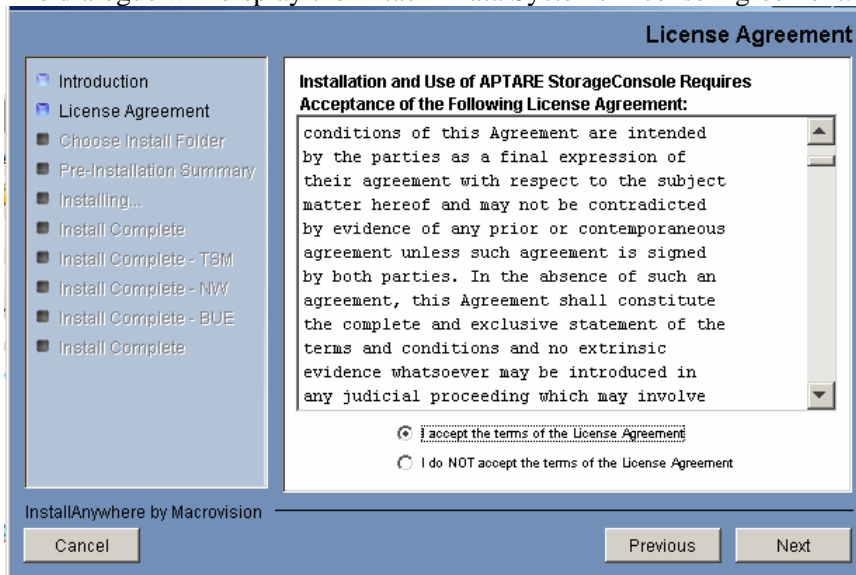 License Agreement
Introduction
License Agreement
Choose Install Folder
Pre-Installation Summary
Installing...
Install Complete
Install Complete - TSM
Install Complete - NW
Install Complete - BUE
Install Complete
Installation and Use of APTARE StorageConsole Requires
Acceptance of the Following License Agreement:
conditions of this Agreement are intended
by the parties as a final expression of
their agreement with respect to the subject
matter hereof and may not be contradicted
by evidence of any prior or contemporaneous
agreement unless such agreement is signed
by both parties. In the absence of such an
agreement, this Agreement shall constitute
the complete and exclusive statement of the
terms and conditions and no extrinsic
evidence whatsoever may be introduced in
any judicial proceeding which may involve
I accept the terms of the License Agreement
I do NOT accept the terms of the License Agreement
InstallAnywhere by Macrovision
Cancel
Previous
Next